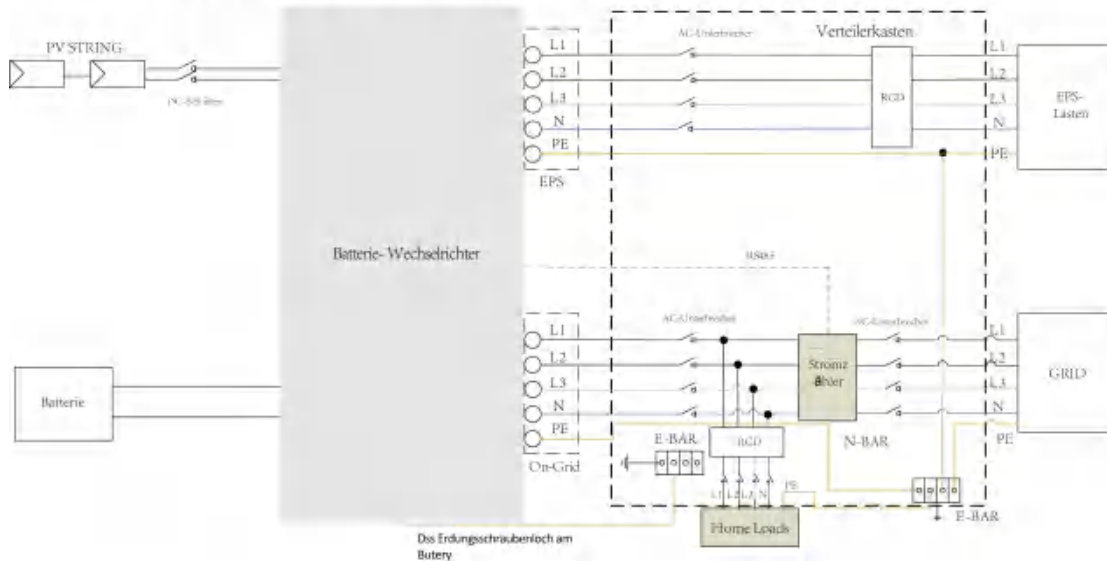 PV STRING
L1
L2
L3
N
PE
EPS
AC-Unterbrecher
Verteilerkasten
RCD
L1
L2
L3
N
PE
EPS-
Lasten
Batterie- Wechselrichter
RS485
Batterie
L1
L2
L3
N
PE
On-Grid
AC-Unterbrecher
AC-Unterbrecher
Stromz
ähler
L1
L2
L3
N
PE
GRID
E-BAR
RCD
N-BAR
L1 L2 L3 N
PE
Home Loads
E-BAR
Dss Erdungsschraubenloch am
Butery